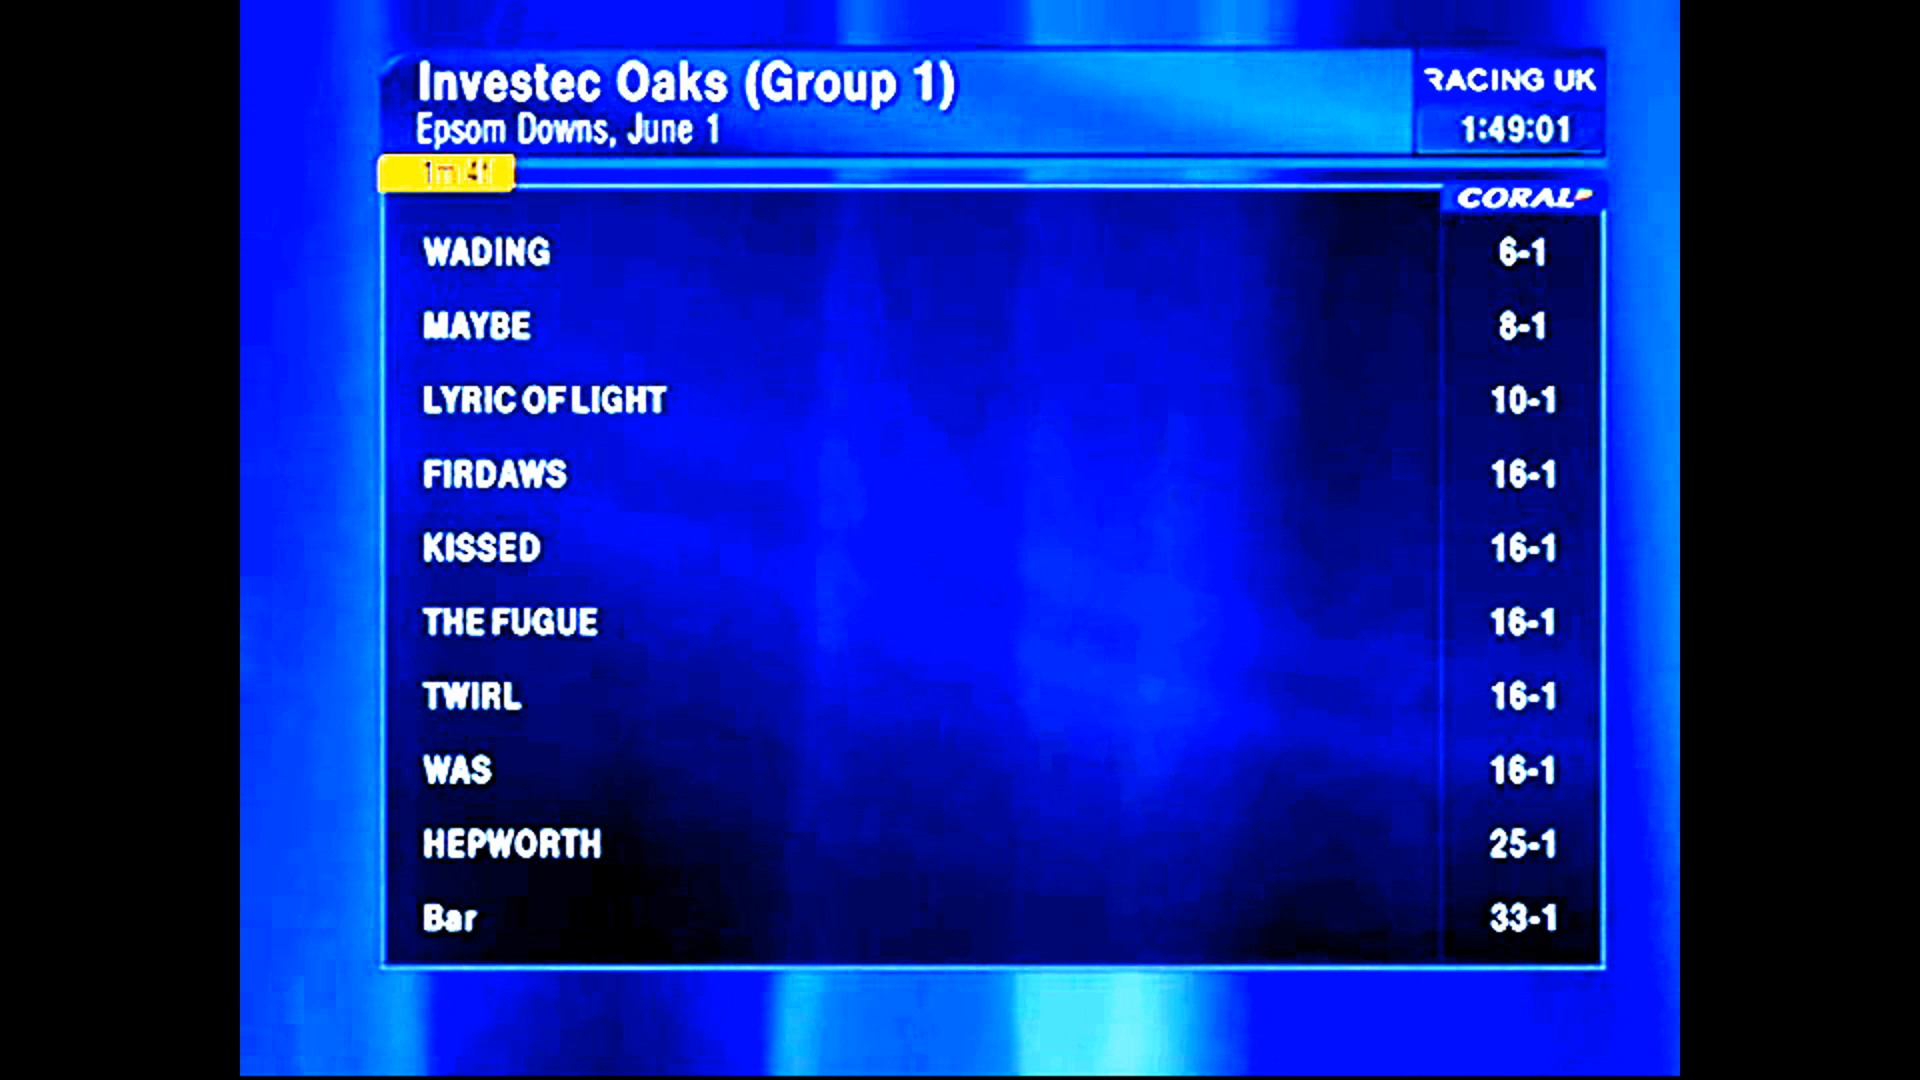 Investec Oaks (Group 1)
Epsom Downs, June 1
RACING UK
1:49:01
1m 4f
CORAL
WADING 6-1
MAYBE 8-1
LYRIC OF LIGHT 10-1
FIRDAWS 16-1
KISSED 16-1
THE FUGUE 16-1
TWIRL 16-1
WAS 16-1
HEPWORTH 25-1
Bar 33-1